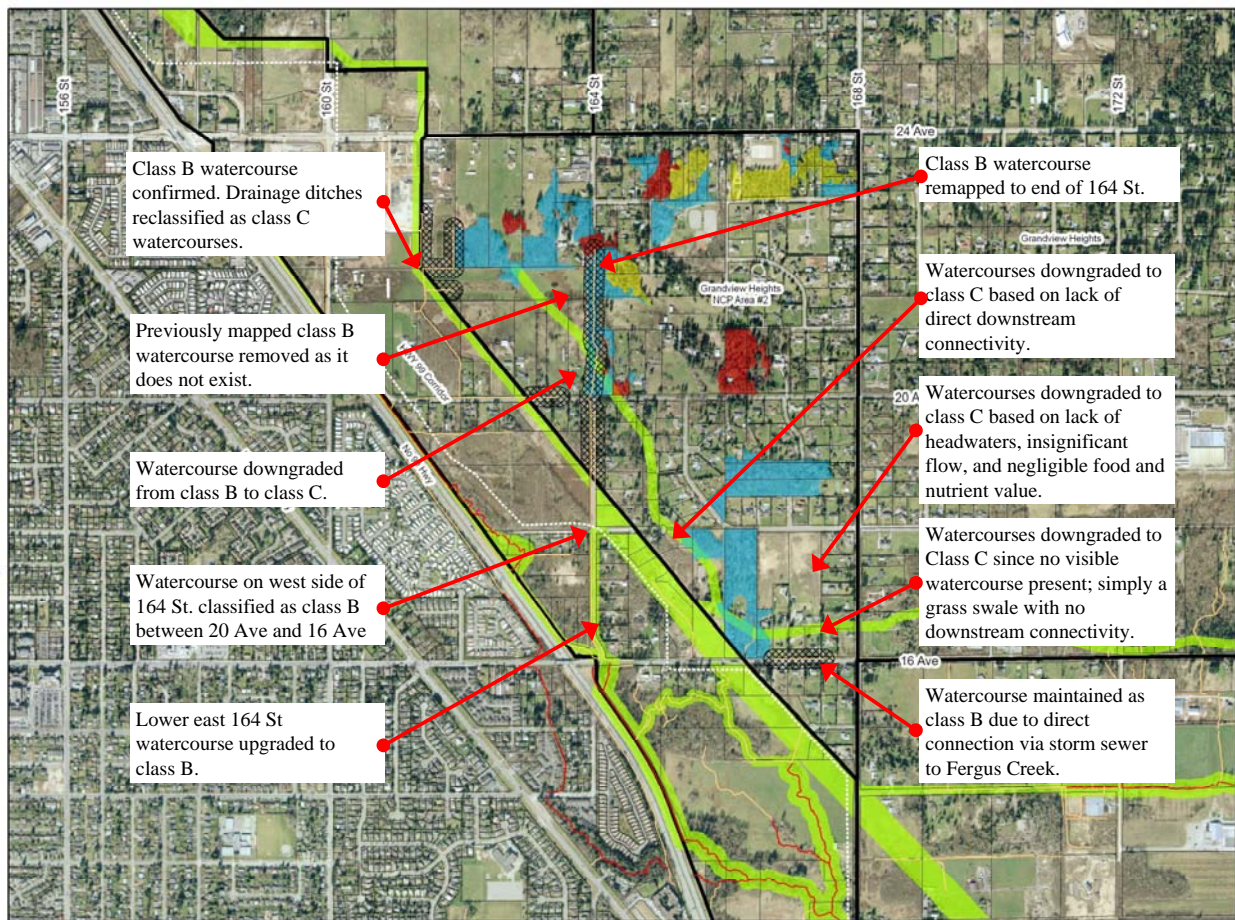 156 St
160 St
164 St
168 St
172 St
24 Ave
Class B watercourse
confirmed. Drainage ditches
reclassified as class C
watercourses.
Previously mapped class B
watercourse removed as it
does not exist.
Watercourse downgraded
from class B to class C.
Watercourse on west side of
164 St. classified as class B
between 20 Ave and 16 Ave
Lower east 164 St
watercourse upgraded to
class B.
Grandview Heights
NCP Area #2
Corridor
Hwy
Class B watercourse
remapped to end of 164 St.
Grandview Heights
Watercourses downgraded to
class C based on lack of
direct downstream
connectivity.
20 A
Watercourses downgraded to
class C based on lack of
headwaters, insignificant
flow, and negligible food and
nutrient value.
Watercourses downgraded to
Class C since no visible
watercourse present; simply a
grass swale with no
downstream connectivity.
16 Ave
Watercourse maintained as
class B due to direct
connection via storm sewer
to Fergus Creek.